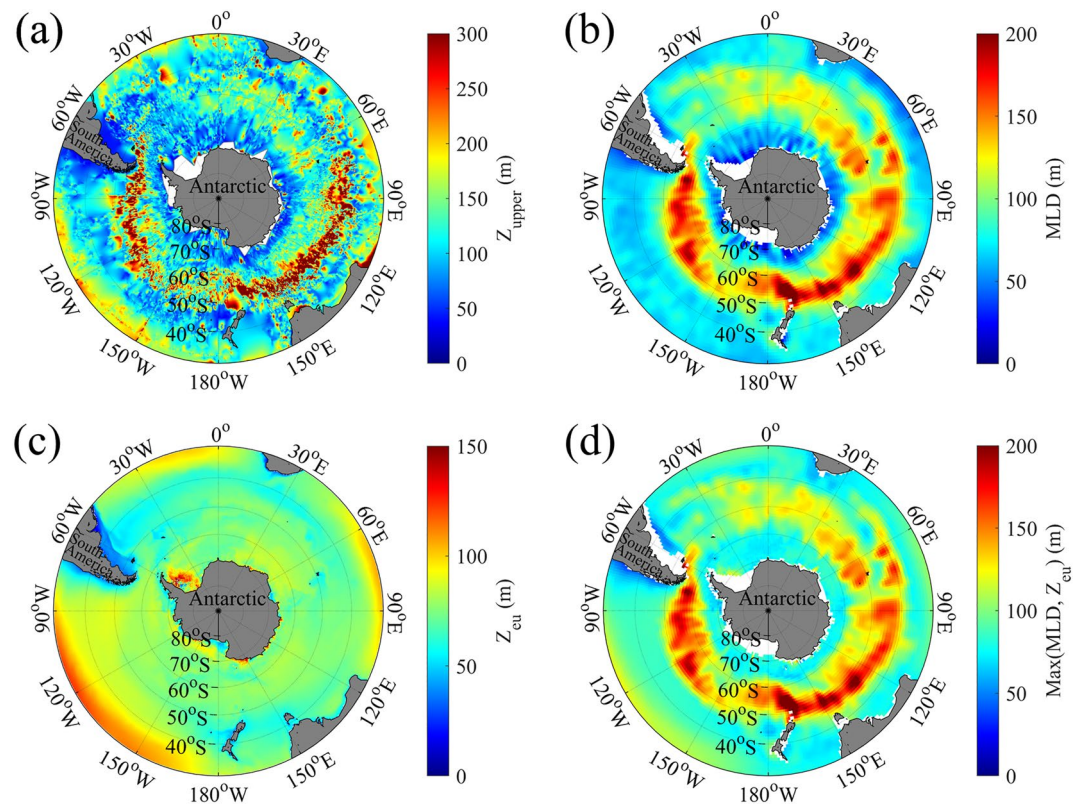 (a)
0°
30°E
60°E
90°E
120°E
150°E
180°W
150°W
120°W
90°W
60°W
30°W
South
America
Antarctic
80°S
70°S
60°S
50°S
40°S
300
250
200
150
100
50
0
Z_upper (m)
(b)
0°
30°E
60°E
90°E
120°E
150°E
180°W
150°W
120°W
90°W
60°W
30°W
South
America
Antarctic
80°S
70°S
60°S
50°S
40°S
200
150
100
50
0
MLD (m)
(c)
0°
30°E
60°E
90°E
120°E
150°E
180°W
150°W
120°W
90°W
60°W
30°W
South
America
Antarctic
80°S
70°S
60°S
50°S
40°S
150
100
50
0
Z_eu (m)
(d)
0°
30°E
60°E
90°E
120°E
150°E
180°W
150°W
120°W
90°W
60°W
30°W
South
America
Antarctic
80°S
70°S
60°S
50°S
40°S
200
150
100
50
0
Max(MLD, Z_eu) (m)